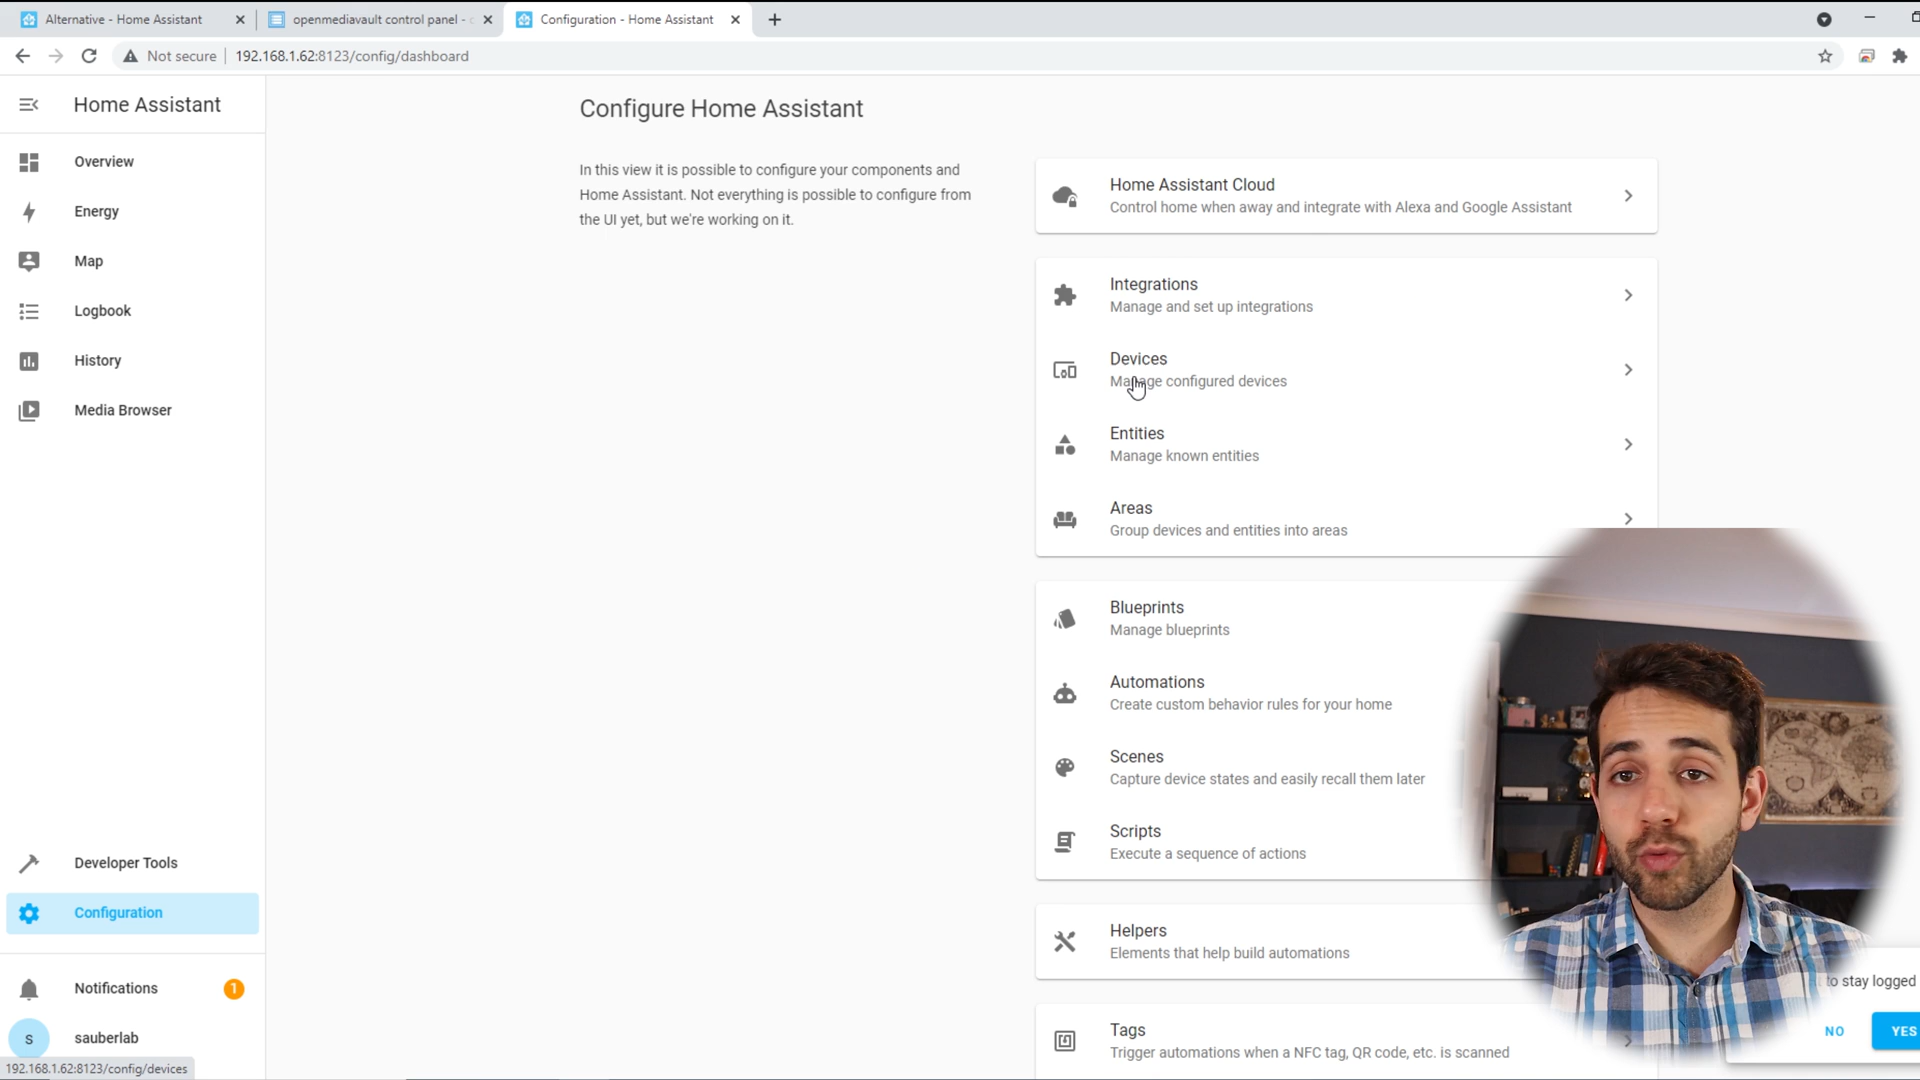 Alternative - Home Assistant
openmediavault control panel -
Configuration - Home Assistant
Not secure
192.168.1.62:8123/config/dashboard
Home Assistant
Overview
Energy
Map
Logbook
History
Media Browser
Developer Tools
Configuration
Notifications
1
s
sauberlab
192.168.1.62:8123/config/devices
Configure Home Assistant
In this view it is possible to configure your components and
Home Assistant. Not everything is possible to configure from
the UI yet, but we're working on it.
Home Assistant Cloud
Control home when away and integrate with Alexa and Google Assistant
Integrations
Manage and set up integrations
Devices
Manage configured devices
Entities
Manage known entities
Areas
Group devices and entities into areas
Blueprints
Manage blueprints
Automations
Create custom behavior rules for your home
Scenes
Capture device states and easily recall them later
Scripts
Execute a sequence of actions
Helpers
Elements that help build automations
Tags
Trigger automations when a NFC tag, QR code, etc. is scanned
to stay logged
NO
YES